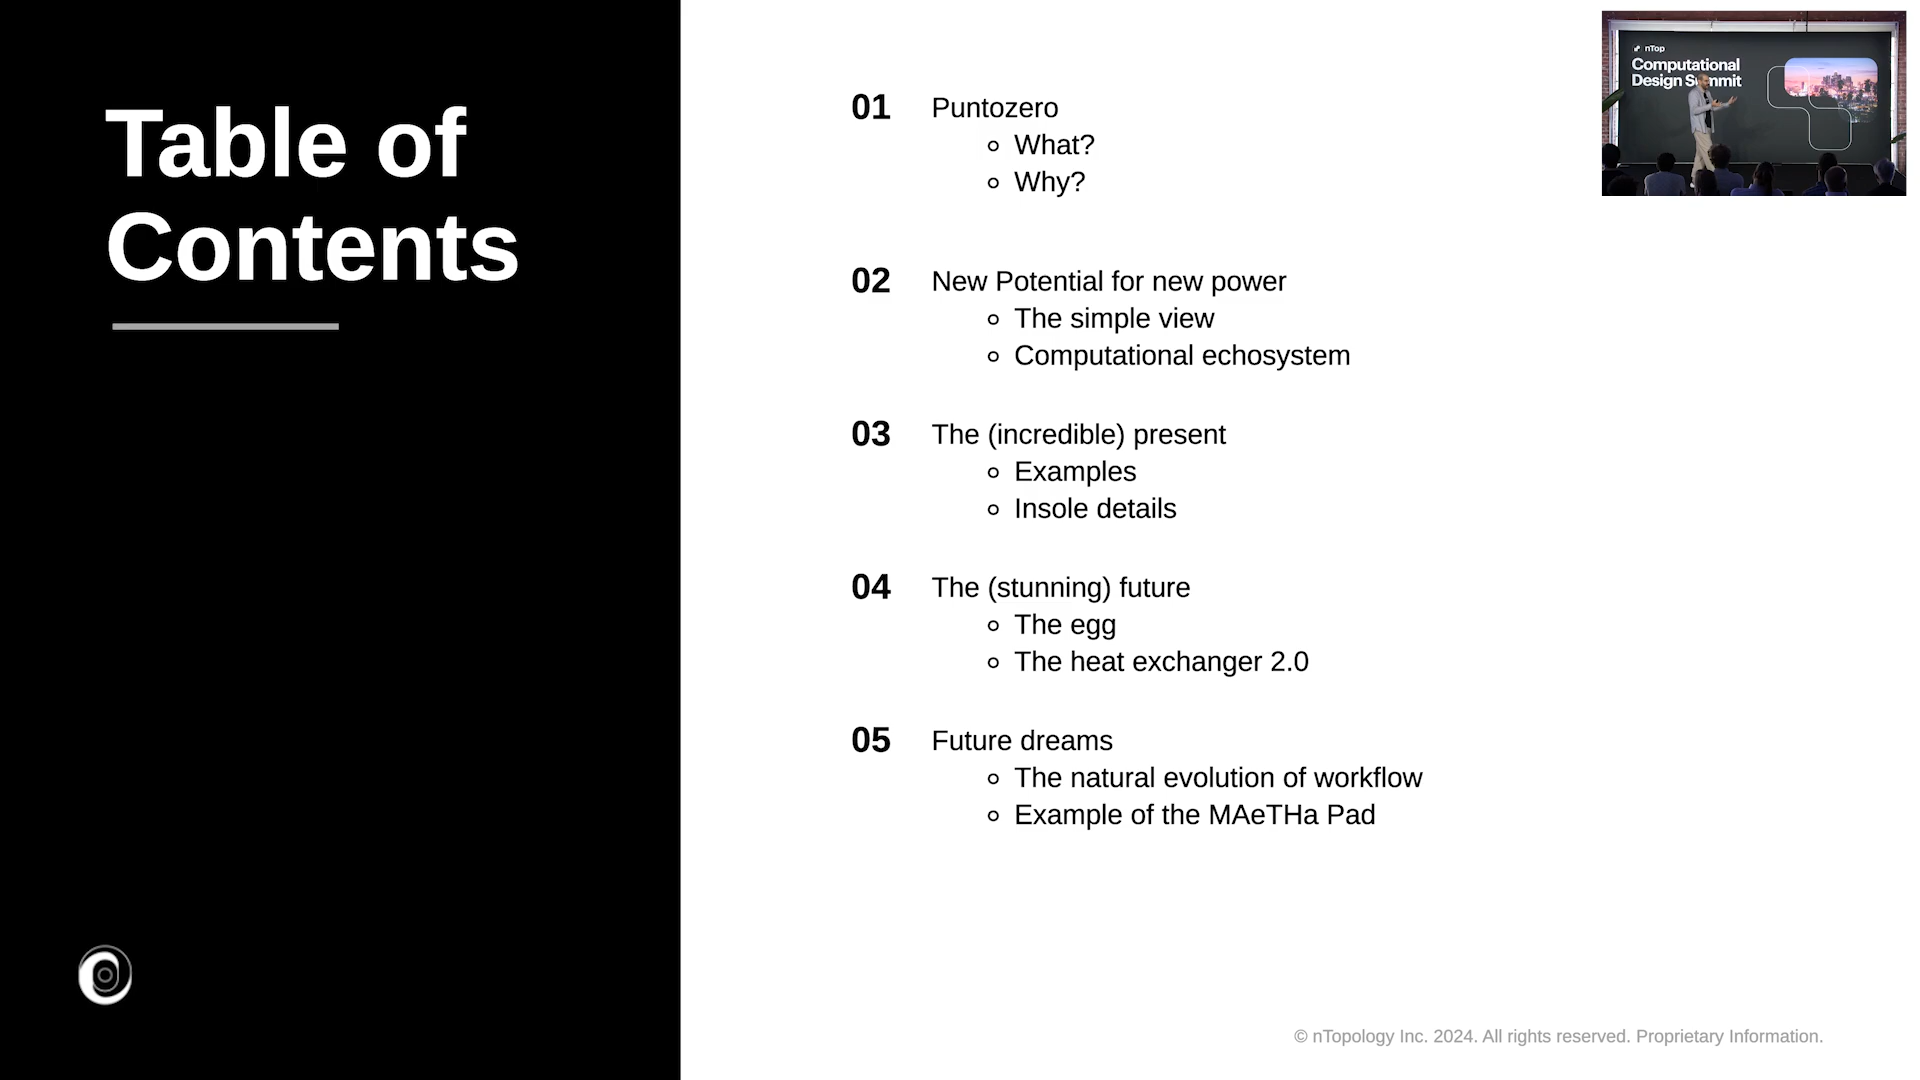 Table of
Contents
01 Puntozero
What?
Why?
02 New Potential for new power
The simple view
Computational echosystem
03 The (incredible) present
Examples
Insole details
04 The (stunning) future
The egg
The heat exchanger 2.0
05 Future dreams
The natural evolution of workflow
Example of the MAeTHa Pad
nTop
Computational
Design Summit
© nTopology Inc. 2024. All rights reserved. Proprietary Information.